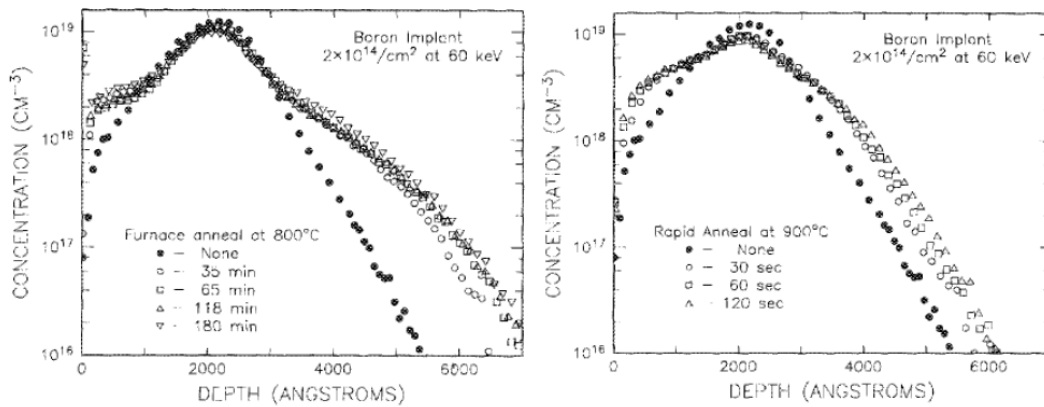 10^19
10^18
10^17
10^16
CONCENTRATION (CM^-3)
Boron Implant
2×10^14/cm^2 at 60 keV
Furnace anneal at 800°C
● – None
○ – 35 min
□ – 65 min
△ – 118 min
▽ – 180 min
0 2000 4000 6000
DEPTH (ANGSTROMS)
10^19
10^18
10^17
10^16
CONCENTRATION (CM^-3)
Boron Implant
2×10^14/cm^2 at 60 keV
Rapid Anneal at 900°C
● – None
○ – 30 sec
□ – 60 sec
△ – 120 sec
0 2000 4000 6000
DEPTH (ANGSTROMS)